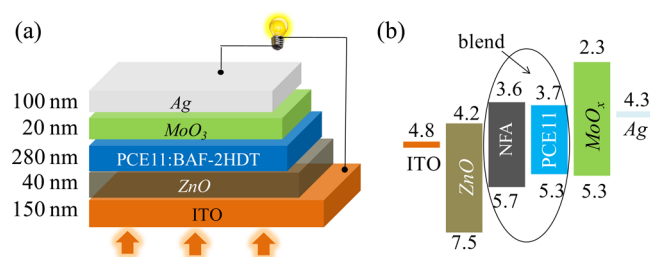 (a)
100 nm Ag
20 nm MoO₃
280 nm PCE11:BAF-2HDT
40 nm ZnO
150 nm ITO
(b)
blend
2.3
3.6 3.7
4.2 4.3
4.8 Ag
ITO
ZnO NFA PCE11 MoOₓ
5.7 5.3 5.3
7.5